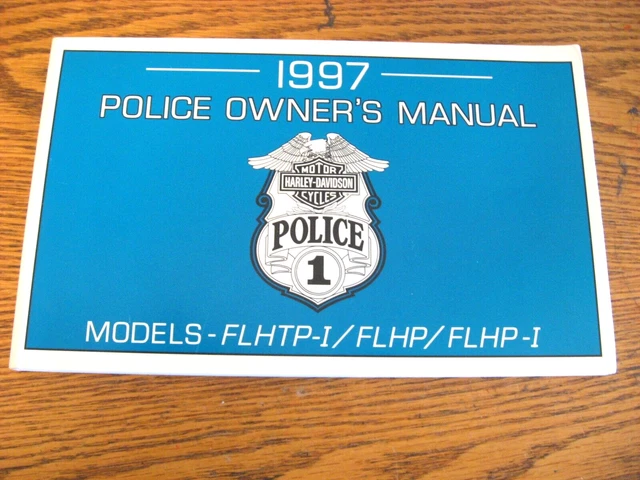 1997
POLICE OWNER'S MANUAL
MOTOR
HARLEY-DAVIDSON
CYCLES
POLICE
1
MODELS - FLHTP-I / FLHP / FLHP-I